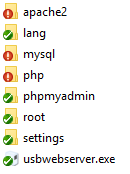 apache2
lang
mysql
php
phpmyadmin
root
settings
usbwebserver.exe